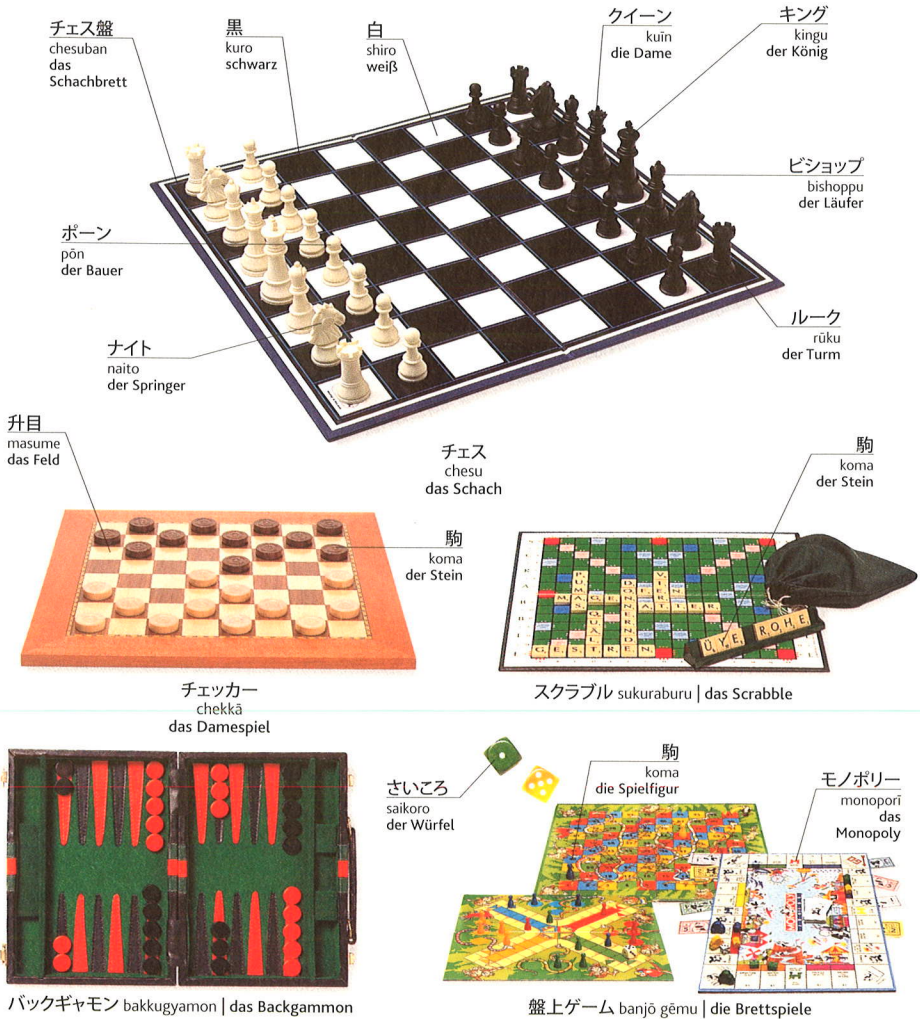 チェス盤
chesuban
das
Schachbrett
黒
kuro
schwarz
白
shiro
weiß
クイーン
kuīn
die Dame
キング
kingu
der König
ビショップ
bishoppu
der Läufer
ポーン
pōn
der Bauer
ナイト
naito
der Springer
ルーク
rūku
der Turm
チェス
chesu
das Schach
升目
masume
das Feld
駒
koma
der Stein
チェッカー
chekkā
das Damespiel
駒
koma
der Stein
ÜYE ROHE
GESTREN
スクラブル sukuraburu | das Scrabble
バックギャモン bakkugyamon | das Backgammon
さいころ
saikoro
der Würfel
駒
koma
die Spielfigur
モノポリー
monoporī
das
Monopoly
盤上ゲーム banjō gēmu | die Brettspiele